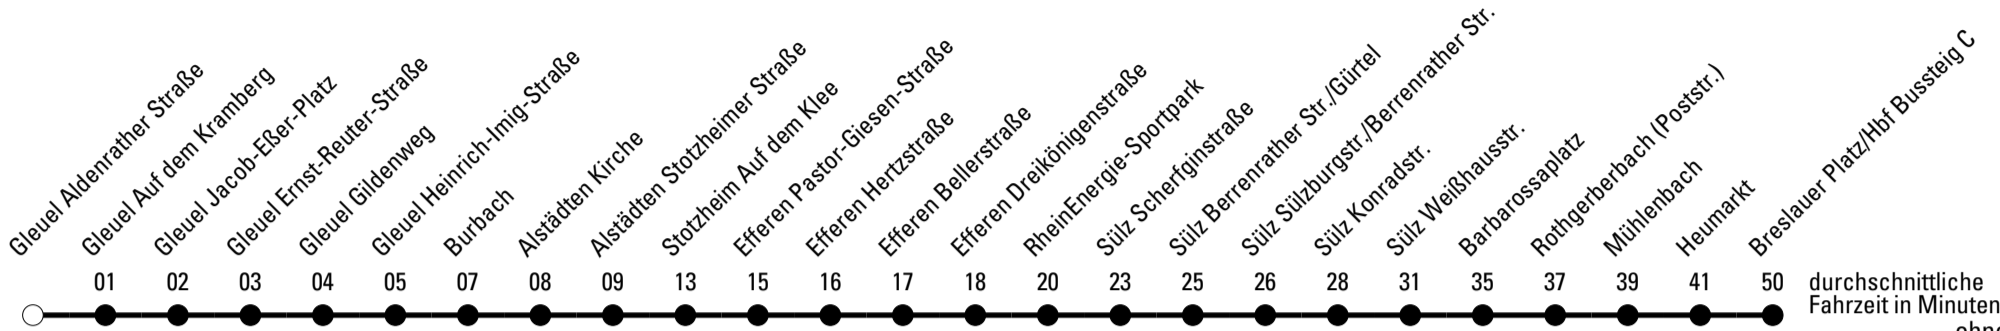 Gleuel Aldenrather Straße
Gleuel Auf dem Kramberg
Gleuel Jacob-Eßer-Platz
Gleuel Ernst-Reuter-Straße
Gleuel Gildenweg
Gleuel Heinrich-Imig-Straße
Burbach
Alstädten Kirche
Alstädten Stotzheimer Straße
Stotzheim Auf dem Klee
Efferen Pastor-Giesen-Straße
Efferen Hertzstraße
Efferen Bellerstraße
Efferen Dreikönigenstraße
RheinEnergie-Sportpark
Sülz Scherfginstraße
Sülz Berrenrather Str./Gürtel
Sülz Sülzburgstr./Berrenrather Str.
Sülz Konradstr.
Sülz Weißhausstr.
Barbarossaplatz
Rothgerberbach (Poststr.)
Mühlenbach
Heumarkt
Breslauer Platz/Hbf Bussteig C
01 02 03 04 05 07 08 09 13 15 16 17 18 20 23 25 26 28 31 35 37 39 41 50 durchschnittliche
Fahrzeit in Minuten